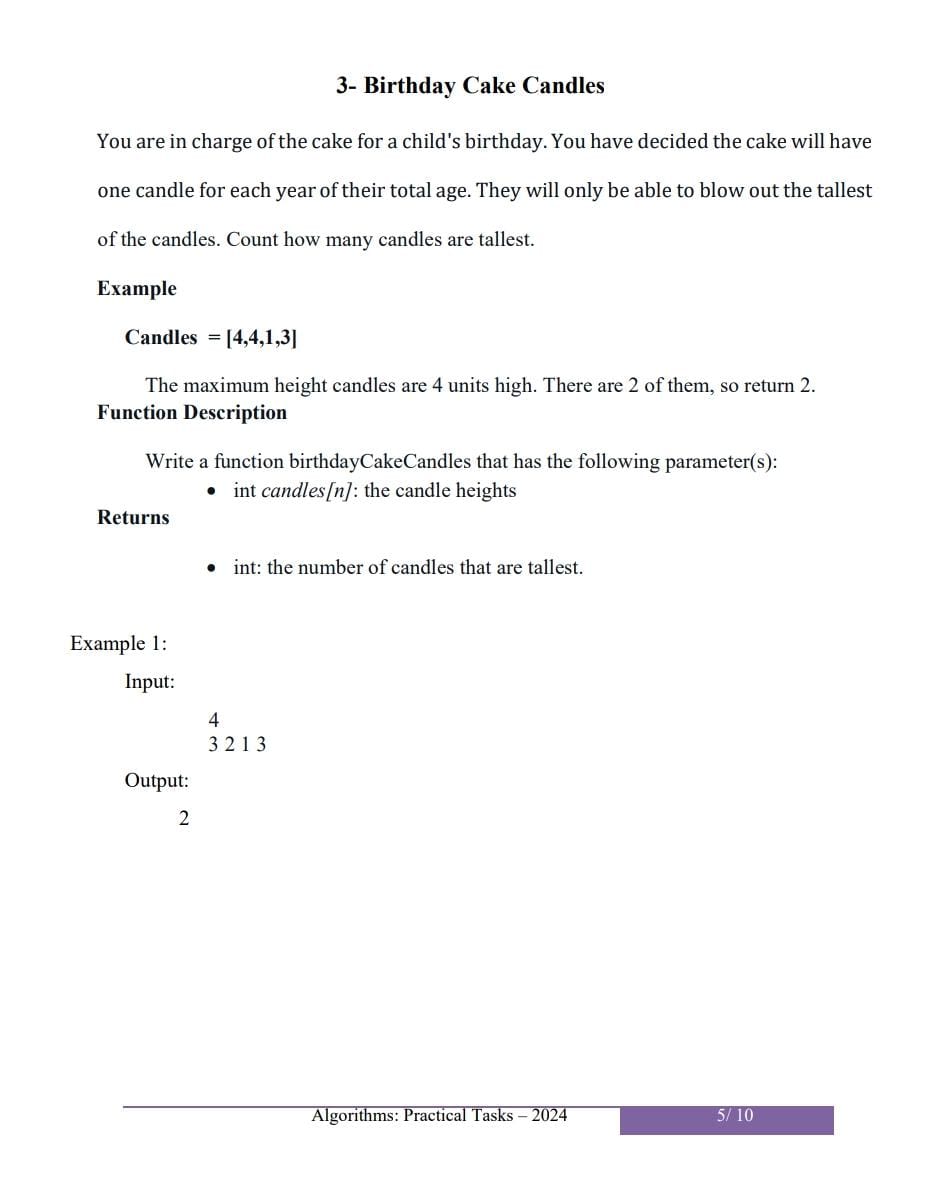 3- Birthday Cake Candles
You are in charge of the cake for a child's birthday. You have decided the cake will have
one candle for each year of their total age. They will only be able to blow out the tallest
of the candles. Count how many candles are tallest.
Example
Candles = [4,4,1,3]
The maximum height candles are 4 units high. There are 2 of them, so return 2.
Function Description
Write a function birthdayCakeCandles that has the following parameter(s):
• int candles[n]: the candle heights
Returns
• int: the number of candles that are tallest.
Example 1:
Input:
4
3 2 1 3
Output:
2
Algorithms: Practical Tasks – 2024 5/ 10